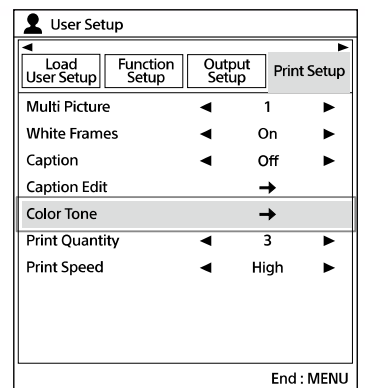 User Setup
Load
User Setup
Function
Setup
Output
Setup
Print Setup
Multi Picture 1
White Frames On
Caption Off
Caption Edit
Color Tone
Print Quantity 3
Print Speed High
End : MENU